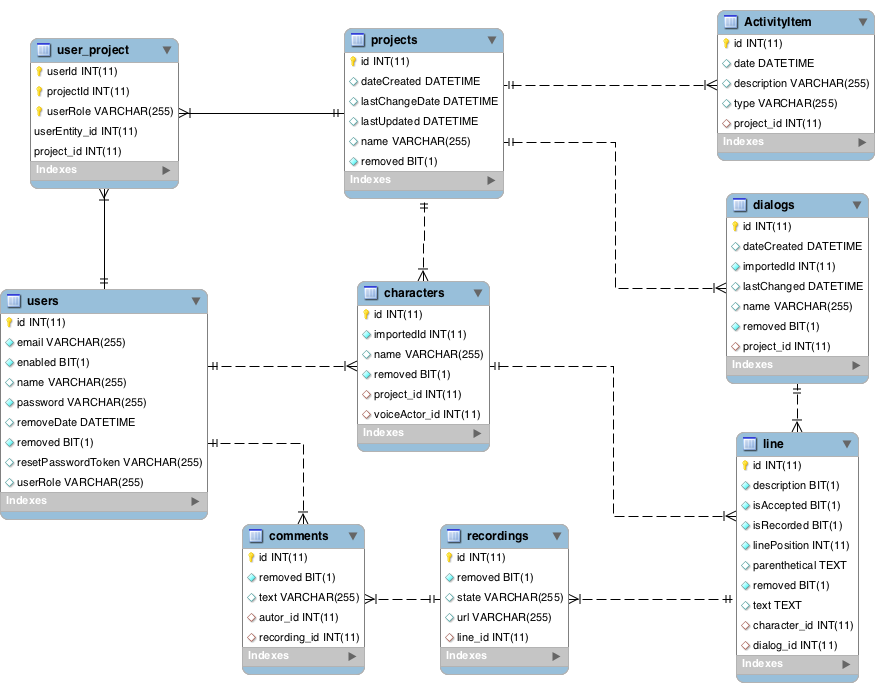 user_project
userId INT(11)
projectId INT(11)
userRole VARCHAR(255)
userEntity_id INT(11)
project_id INT(11)
Indexes
projects
id INT(11)
dateCreated DATETIME
lastChangeDate DATETIME
lastUpdated DATETIME
name VARCHAR(255)
removed BIT(1)
Indexes
ActivityItem
id INT(11)
date DATETIME
description VARCHAR(255)
type VARCHAR(255)
project_id INT(11)
Indexes
dialogs
id INT(11)
dateCreated DATETIME
importedId INT(11)
lastChanged DATETIME
name VARCHAR(255)
removed BIT(1)
project_id INT(11)
Indexes
users
id INT(11)
email VARCHAR(255)
enabled BIT(1)
name VARCHAR(255)
password VARCHAR(255)
removeDate DATETIME
removed BIT(1)
resetPasswordToken VARCHAR(255)
userRole VARCHAR(255)
Indexes
characters
id INT(11)
importedId INT(11)
name VARCHAR(255)
removed BIT(1)
project_id INT(11)
voiceActor_id INT(11)
Indexes
line
id INT(11)
description BIT(1)
isAccepted BIT(1)
isRecorded BIT(1)
linePosition INT(11)
parenthetical TEXT
removed BIT(1)
text TEXT
character_id INT(11)
dialog_id INT(11)
Indexes
comments
id INT(11)
removed BIT(1)
text VARCHAR(255)
autor_id INT(11)
recording_id INT(11)
Indexes
recordings
id INT(11)
removed BIT(1)
state VARCHAR(255)
url VARCHAR(255)
line_id INT(11)
Indexes